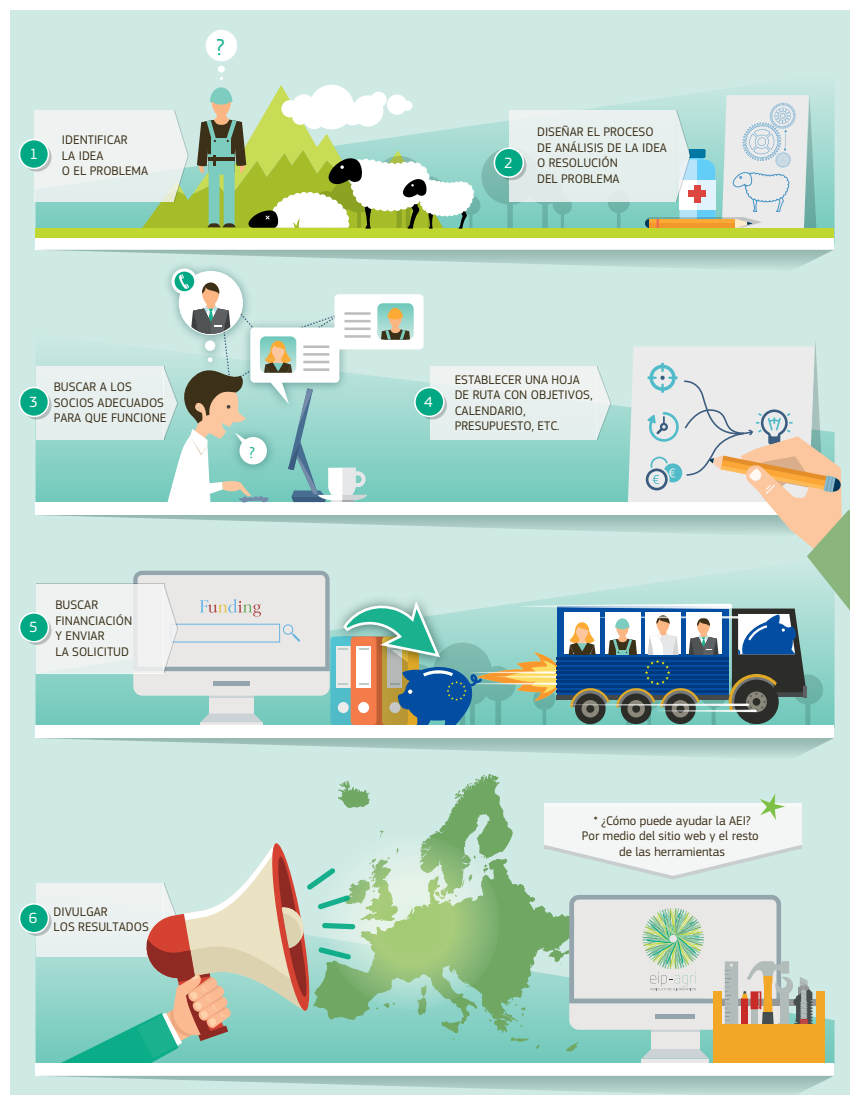 ?
1
IDENTIFICAR
LA IDEA
O EL PROBLEMA
2
DISEÑAR EL PROCESO
DE ANÁLISIS DE LA IDEA
O RESOLUCIÓN
DEL PROBLEMA
3
BUSCAR A LOS
SOCIOS ADECUADOS
PARA QUE FUNCIONE
?
4
ESTABLECER UNA HOJA
DE RUTA CON OBJETIVOS,
CALENDARIO,
PRESUPUESTO, ETC.
€
€
5
BUSCAR
FINANCIACIÓN
Y ENVIAR
LA SOLICITUD
Funding
6
DIVULGAR
LOS RESULTADOS
* ¿Cómo puede ayudar la AEI?
Por medio del sitio web y el resto
de las herramientas
eip-agri